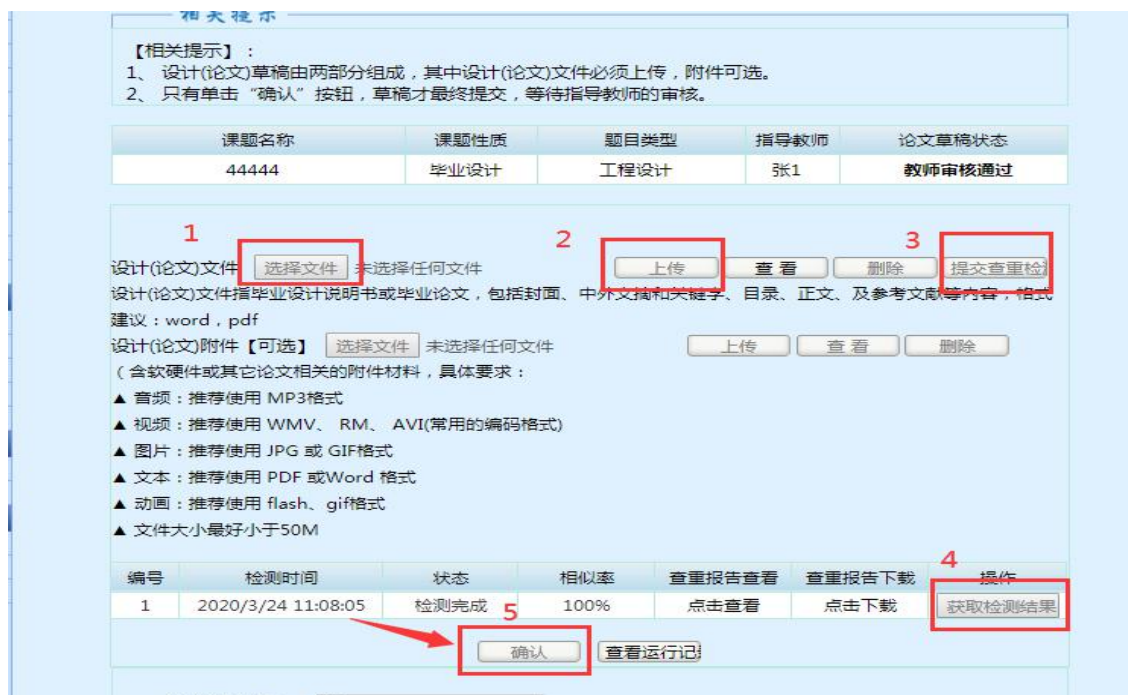 相关提示
【相关提示】：
1、 设计(论文)草稿由两部分组成，其中设计(论文)文件必须上传，附件可选。
2、 只有单击“确认”按钮，草稿才最终提交，等待指导教师的审核。
课题名称 课题性质 题目类型 指导教师 论文草稿状态
44444 毕业设计 工程设计 张1 教师审核通过
1 2 3
设计(论文)文件 选择文件 未选择任何文件 上传 查看 删除 提交查重检测
设计(论文)文件指毕业设计说明书或毕业论文，包括封面、中外文摘和关键字、目录、正文、及参考文献等内容，格式
建议：word，pdf
设计(论文)附件【可选】 选择文件 未选择任何文件 上传 查看 删除
(含软硬件或其它论文相关的附件材料，具体要求：
▲ 音频：推荐使用 MP3格式
▲ 视频：推荐使用 WMV、 RM、 AVI(常用的编码格式)
▲ 图片：推荐使用 JPG 或 GIF格式
▲ 文本：推荐使用 PDF 或Word 格式
▲ 动画：推荐使用 flash、gif格式
▲ 文件大小最好小于50M
4
编号 检测时间 状态 相似率 查重报告查看 查重报告下载 操作
1 2020/3/24 11:08:05 检测完成 100% 点击查看 点击下载 获取检测结果
5
确认 查看运行记